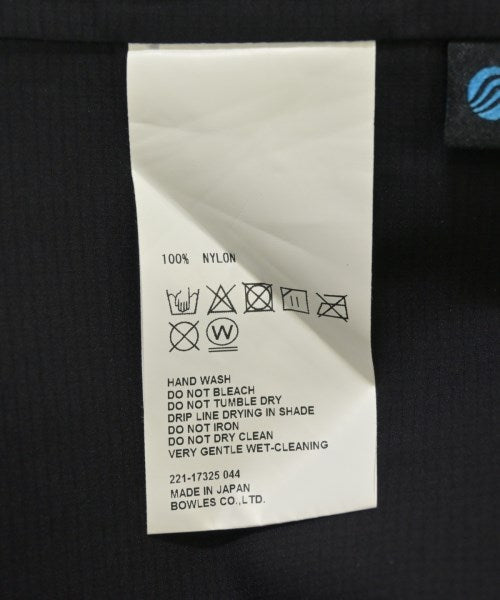 100% NYLON
W
HAND WASH
DO NOT BLEACH
DO NOT TUMBLE DRY
DRIP LINE DRYING IN SHADE
DO NOT IRON
DO NOT DRY CLEAN
VERY GENTLE WET-CLEANING
221-17325 044
MADE IN JAPAN
BOWLES CO.,LTD.